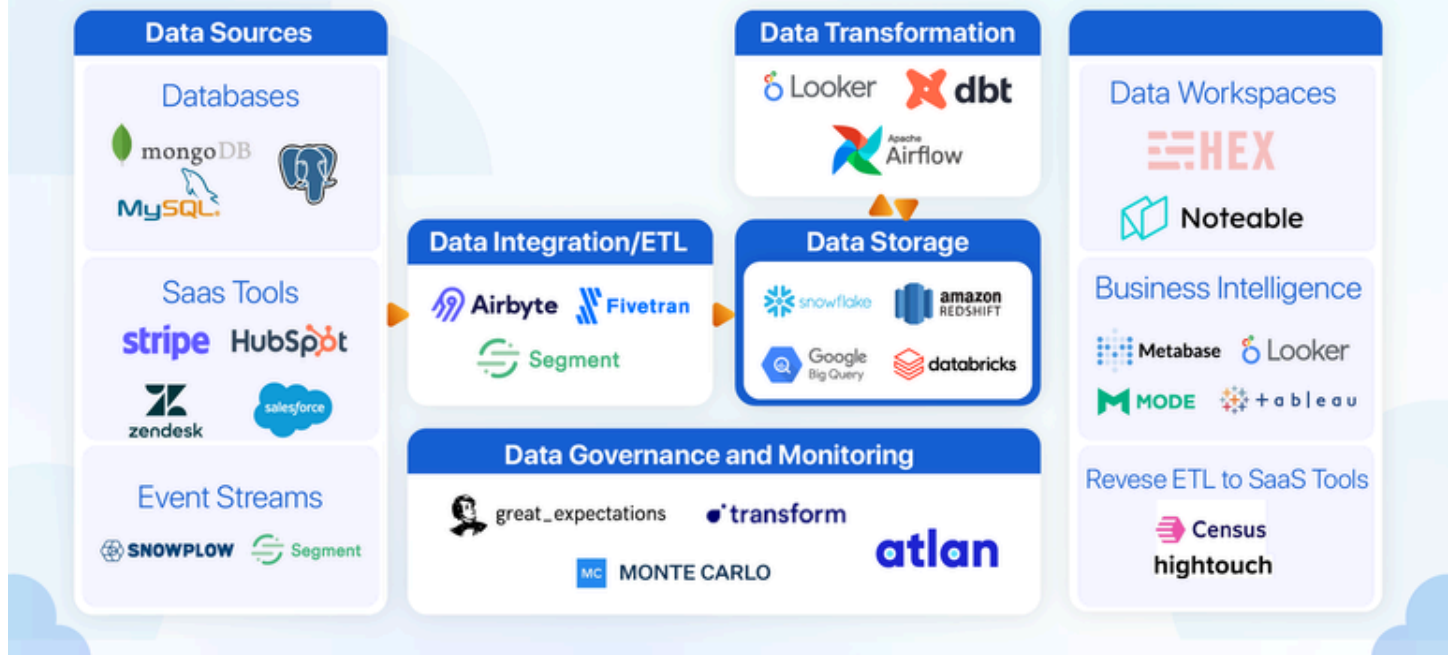 Data Sources
Databases
mongoDB
MySQL
Saas Tools
stripe HubSpot
zendesk salesforce
Event Streams
SNOWPLOW Segment
Data Integration/ETL
Airbyte Fivetran
Segment
Data Transformation
Looker dbt
Apache
Airflow
Data Storage
snowflake amazon
REDSHIFT
Google
Big Query
databricks
Data Governance and Monitoring
great_expectations transform
MC MONTE CARLO atlan
Data Workspaces
HEX
Noteable
Business Intelligence
Metabase Looker
MODE +ableau
Revese ETL to SaaS Tools
Census
hightouch